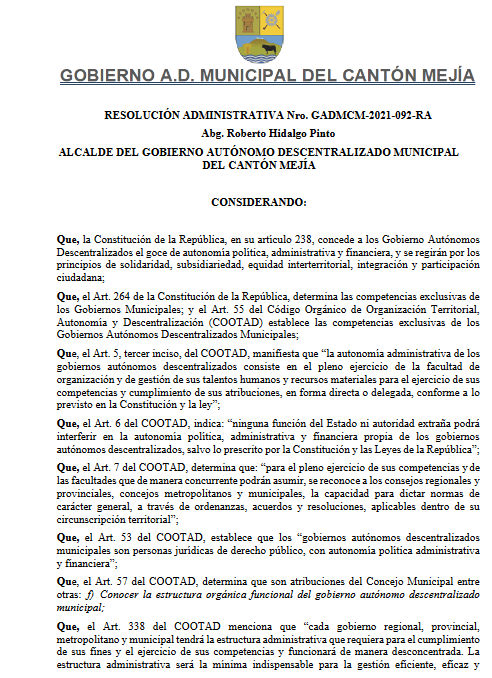 GOBIERNO A.D. MUNICIPAL DEL CANTÓN MEJÍA
RESOLUCIÓN ADMINISTRATIVA Nro. GADMCM-2021-092-RA
Abg. Roberto Hidalgo Pinto
ALCALDE DEL GOBIERNO AUTÓNOMO DESCENTRALIZADO MUNICIPAL
DEL CANTÓN MEJÍA
CONSIDERANDO:
Que, la Constitución de la República, en su articulo 238, concede a los Gobierno Autónomos
Descentralizados el goce de autonomía política, administrativa y financiera, y se regirán por los
principios de solidaridad, subsidiariedad, equidad interterritorial, integración y participación
ciudadana;
Que, el Art. 264 de la Constitución de la República, determina las competencias exclusivas de
los Gobiernos Municipales; y el Art. 55 del Código Orgánico de Organización Territorial,
Autonomía y Descentralización (COOTAD) establece las competencias exclusivas de los
Gobiernos Autónomos Descentralizados Municipales;
Que, el Art. 5, tercer inciso, del COOTAD, manifiesta que “la autonomía administrativa de los
gobiernos autónomos descentralizados consiste en el pleno ejercicio de la facultad de
organización y de gestión de sus talentos humanos y recursos materiales para el ejercicio de sus
competencias y cumplimiento de sus atribuciones, en forma directa o delegada, conforme a lo
previsto en la Constitución y la ley”;
Que, el Art. 6 del COOTAD, indica: “ninguna función del Estado ni autoridad extraña podrá
interferir en la autonomía política, administrativa y financiera propia de los gobiernos
autónomos descentralizados, salvo lo prescrito por la Constitución y las Leyes de la República”;
Que, el Art. 7 del COOTAD, determina que: “para el pleno ejercicio de sus competencias y de
las facultades que de manera concurrente podrán asumir, se reconoce a los consejos regionales y
provinciales, concejos metropolitanos y municipales, la capacidad para dictar normas de
carácter general, a través de ordenanzas, acuerdos y resoluciones, aplicables dentro de su
circunscripción territorial”;
Que, el Art. 53 del COOTAD, establece que los “gobiernos autónomos descentralizados
municipales son personas jurídicas de derecho público, con autonomía política administrativa
y financiera”;
Que, el Art. 57 del COOTAD, determina que son atribuciones del Concejo Municipal entre
otras: f) Conocer la estructura orgánica funcional del gobierno autónomo descentralizado
municipal;
Que, el Art. 338 del COOTAD menciona que “cada gobierno regional, provincial,
metropolitano y municipal tendrá la estructura administrativa que requiera para el cumplimiento
de sus fines y el ejercicio de sus competencias y funcionará de manera desconcentrada. La
estructura administrativa será la mínima indispensable para la gestión eficiente, eficaz y